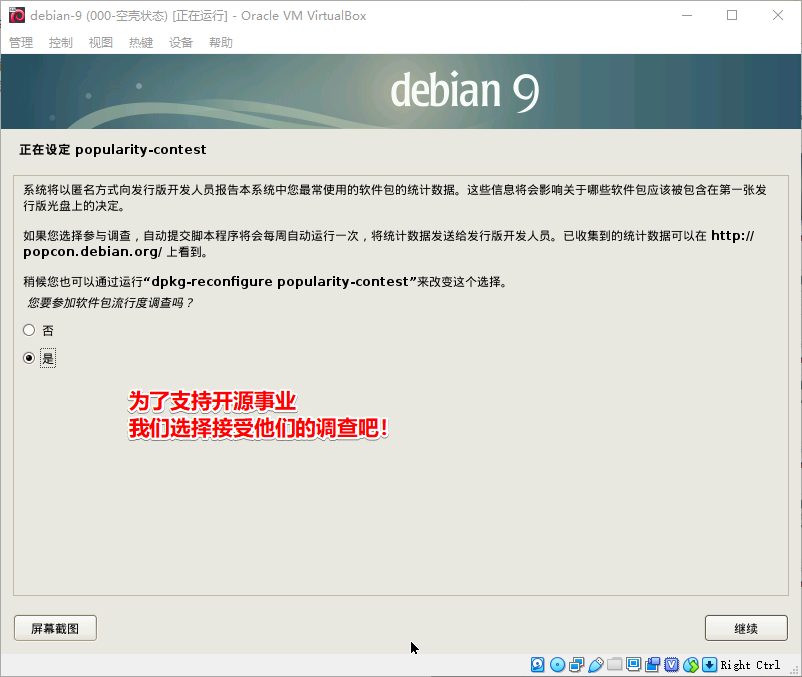 debian-9 (000-空壳状态) [正在运行] - Oracle VM VirtualBox
管理 控制 视图 热键 设备 帮助
debian 9
正在设定 popularity-contest
系统将以匿名方式向发行版开发人员报告本系统中您最常使用的软件包的统计数据。这些信息将会影响关于哪些软件包应该被包含在第一张发
行版光盘上的决定。
如果您选择参与调查，自动提交脚本程序将会每周自动运行一次，将统计数据发送给发行版开发人员。已收集到的统计数据可以在 http://
popcon.debian.org/ 上看到。
稍候您也可以通过运行“dpkg-reconfigure popularity-contest”来改变这个选择。
您要参加软件包流行度调查吗？
否
是
为了支持开源事业
我们选择接受他们的调查吧！
屏幕截图 继续
Right Ctrl